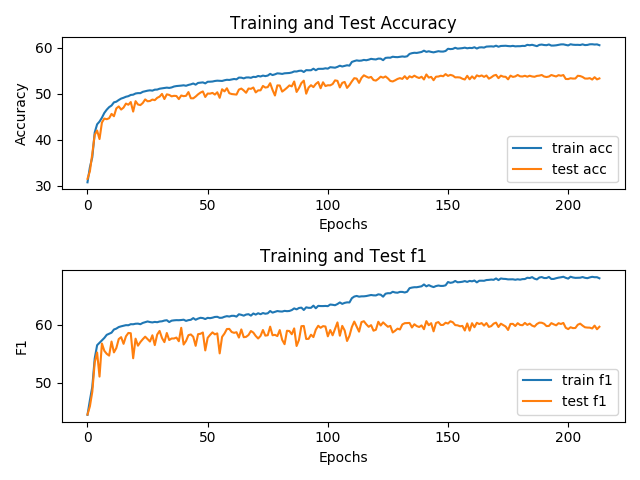 Training and Test Accuracy
Accuracy
60
50
40
30
train acc
test acc
0 50 100 150 200
Epochs
Training and Test f1
F1
60
50
train f1
test f1
0 50 100 150 200
Epochs